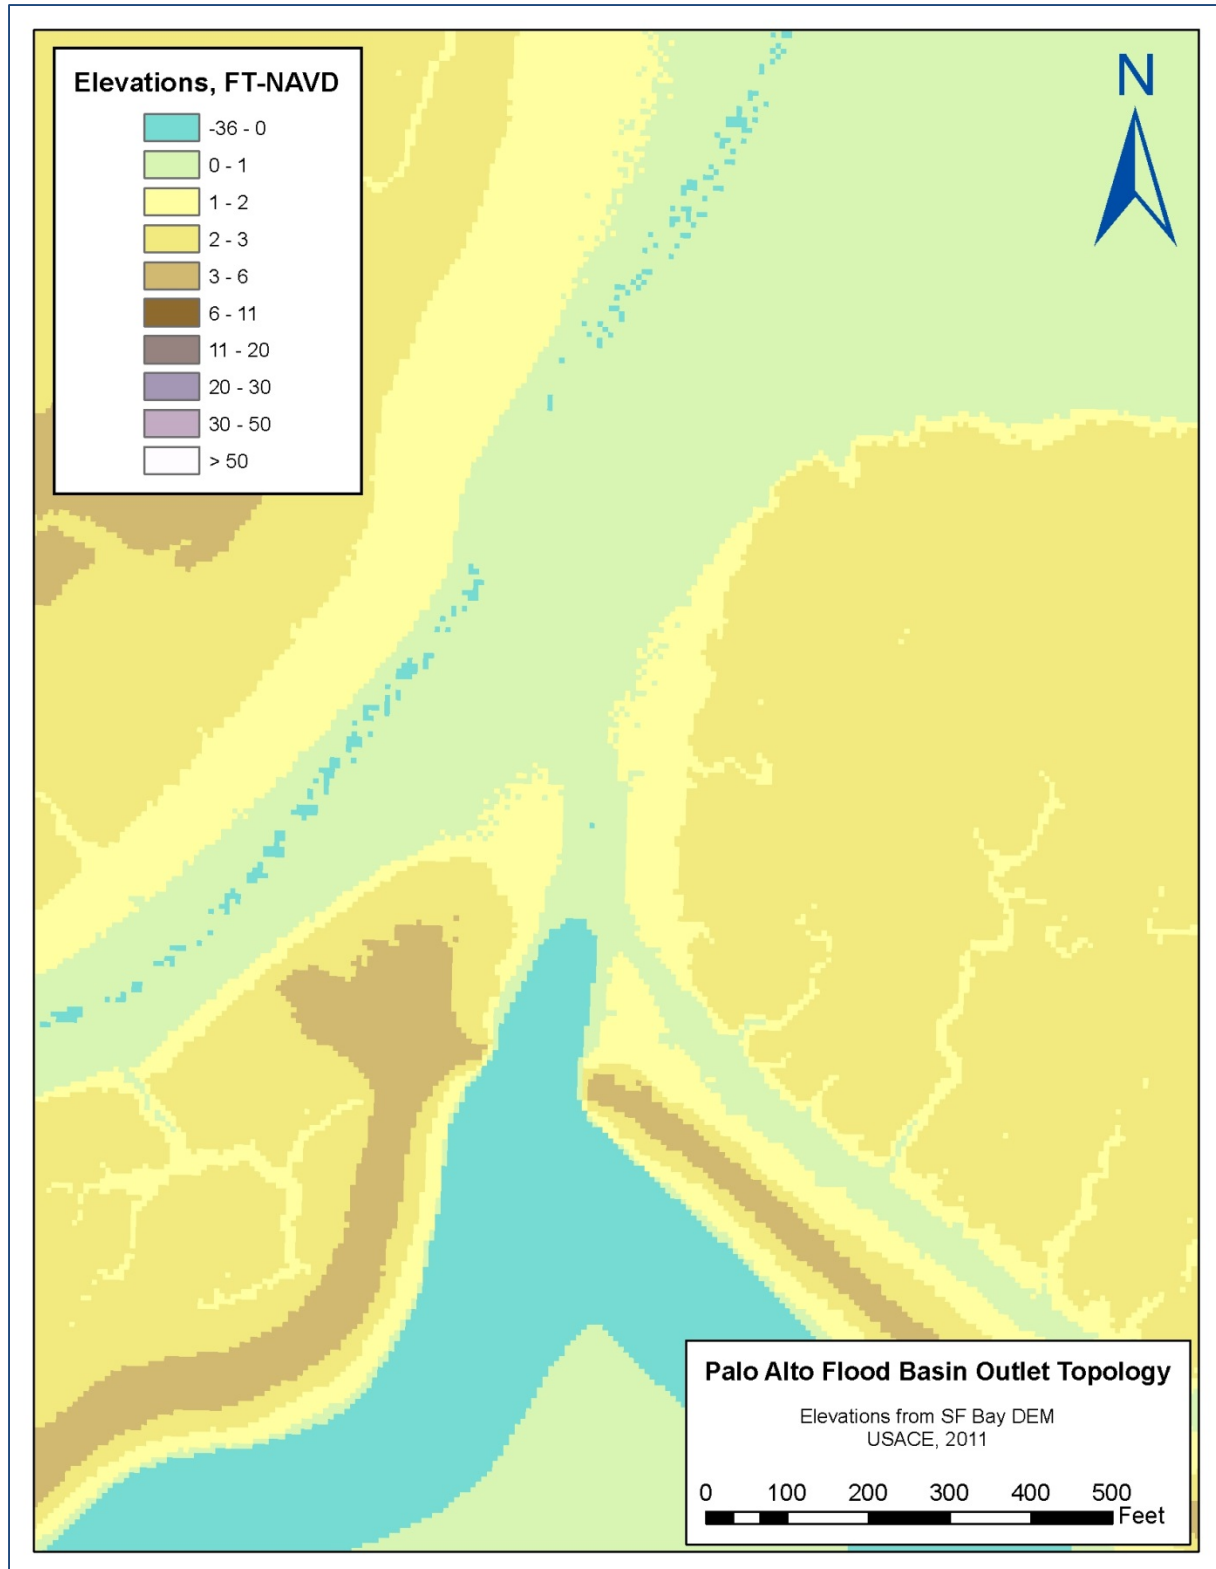 Elevations, FT-NAVD
-36 - 0
0 - 1
1 - 2
2 - 3
3 - 6
6 - 11
11 - 20
20 - 30
30 - 50
> 50
N
Palo Alto Flood Basin Outlet Topology
Elevations from SF Bay DEM
USACE, 2011
0 100 200 300 400 500
Feet